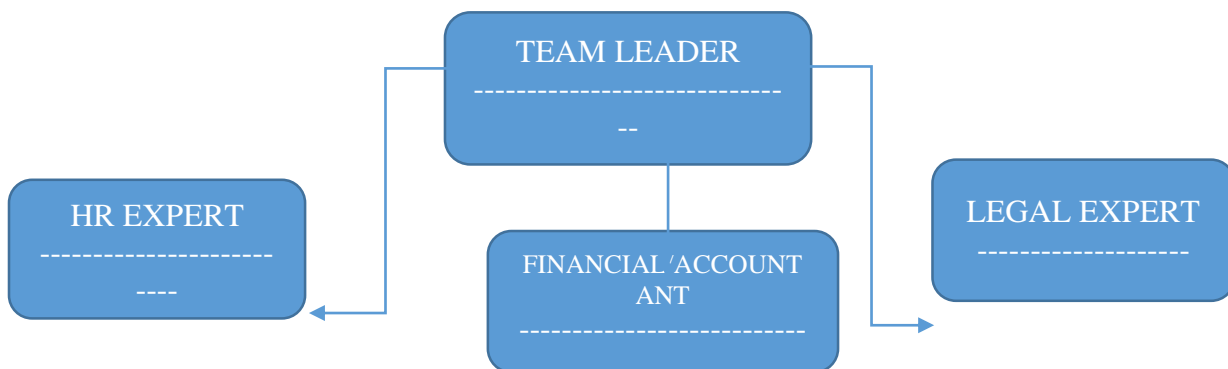 TEAM LEADER
-----------------------------
--
HR EXPERT
----------------------
----
FINANCIAL/ACCOUNT
ANT
---------------------------
LEGAL EXPERT
--------------------